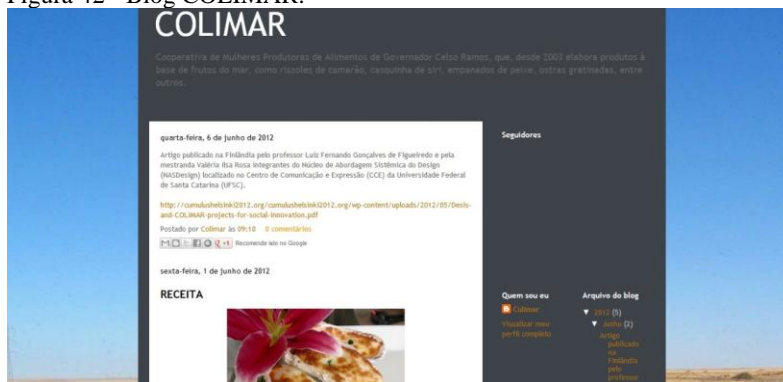 Figura 42 - Blog COLIMAR.
COLIMAR
Cooperativa de Mulheres Produtoras de Alimentos de Governador Celso Ramos, que, desde 2003 elabora produtos à
base de frutos do mar, como rissoles de camarão, casquinha de siri, empanados de peixe, ostras gratinadas, entre
outros.
quarta-feira, 6 de junho de 2012
Artigo publicado na Finlândia pelo professor Luiz Fernando Gonçalves de Figueiredo e pela
mestranda Valéria Ilsa Rosa integrantes do Núcleo de Abordagem Sistêmica do Design
(NASDesign) localizado no Centro de Comunicação e Expressão (CCE) da Universidade Federal
de Santa Catarina (UFSC).
http://cumulushelsinki2012.org/cumulushelsinki2012.org/wp-content/uploads/2012/05/Desis-
and-COLIMAR-projects-for-social-innovation.pdf
Postado por Colimar às 09:10 0 comentários
+1 Recomende isto no Google
sexta-feira, 1 de junho de 2012
RECEITA
Seguidores
Quem sou eu
Colimar
Visualizar meu
perfil completo
Arquivo do blog
▼ 2012 (5)
▼ Junho (2)
Artigo
publicado
na
Finlândia
pelo
professor